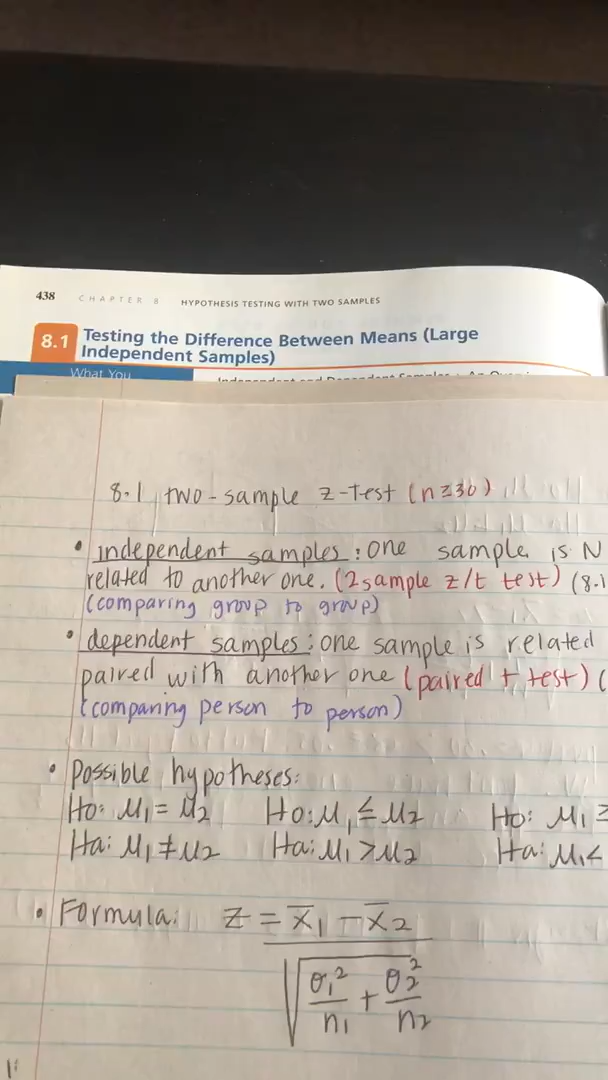 438 CHAPTER 8 HYPOTHESIS TESTING WITH TWO SAMPLES
8.1 Testing the Difference Between Means (Large
Independent Samples)
What You
8.1 two-sample z-test (n≥30)
• independent samples: one sample is N
related to another one. (2 sample z/t test) (8.1
(comparing group to group)
• dependent samples: one sample is related
paired with another one (paired t test) (
(comparing person to person)
• Possible hypotheses:
Ho: μ1 = μ2 Ho: μ1 ≤ μ2 Ho: μ1 ≥
Ha: μ1 ≠ μ2 Ha: μ1 > μ2 Ha: μ1 <
• Formula: z = x̄1 - x̄2
σ1² + σ2²
n1 n2